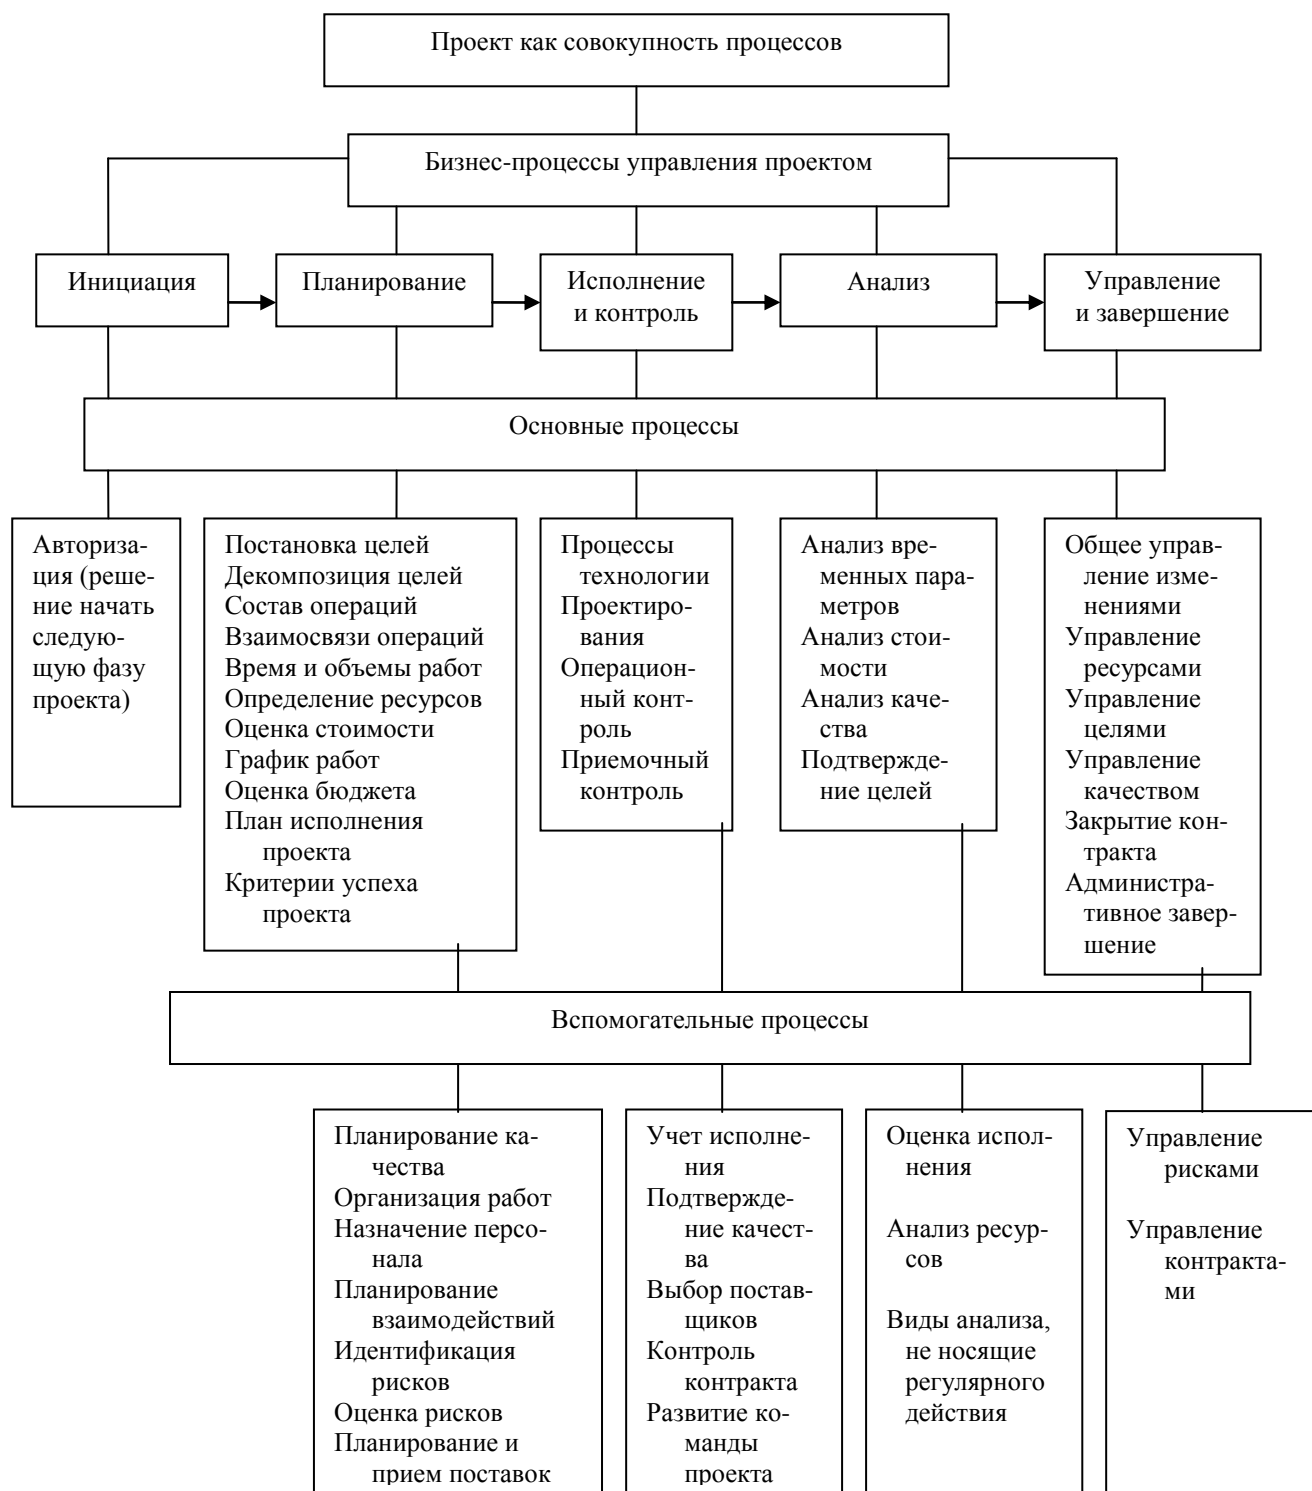 Проект как совокупность процессов
Бизнес-процессы управления проектом
Инициация
Планирование
Исполнение
и контроль
Анализ
Управление
и завершение
Основные процессы
Авториза-
ция (реше-
ние начать
следую-
щую фазу
проекта)
Постановка целей
Декомпозиция целей
Состав операций
Взаимосвязи операций
Время и объемы работ
Определение ресурсов
Оценка стоимости
График работ
Оценка бюджета
План исполнения
проекта
Критерии успеха
проекта
Процессы
технологии
Проектиро-
вания
Операцион-
ный конт-
роль
Приемочный
контроль
Анализ вре-
менных пара-
метров
Анализ стои-
мости
Анализ каче-
ства
Подтвержде-
ние целей
Общее управ-
ление изме-
нениями
Управление
ресурсами
Управление
целями
Управление
качеством
Закрытие кон-
тракта
Администра-
тивное завер-
шение
Вспомогательные процессы
Планирование ка-
чества
Организация работ
Назначение персо-
нала
Планирование
взаимодействий
Идентификация
рисков
Оценка рисков
Планирование и
прием поставок
Учет исполне-
ния
Подтвержде-
ние качест-
ва
Выбор постав-
щиков
Контроль
контракта
Развитие ко-
манды
проекта
Оценка испол-
нения
Анализ ресур-
сов
Виды анализа,
не носящие
регулярного
действия
Управление
рисками
Управление
контракта-
ми